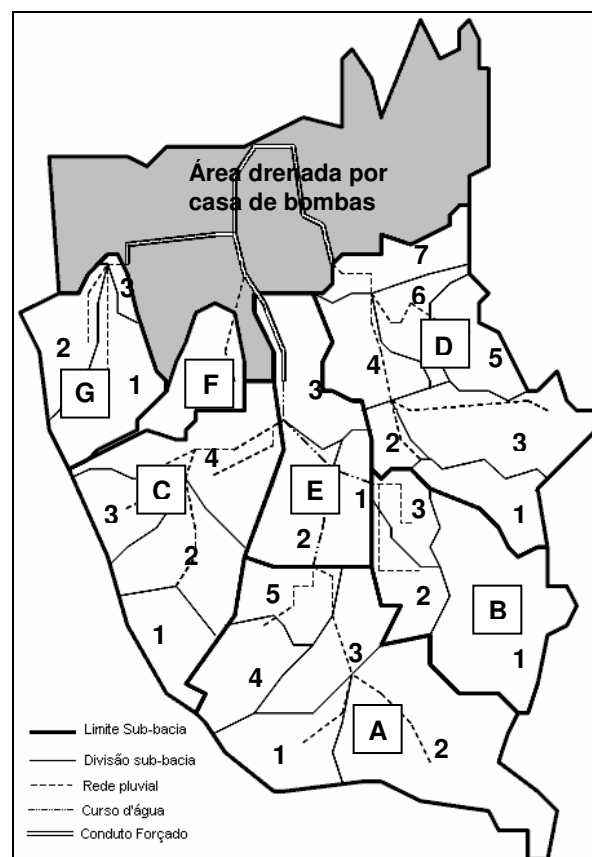 Área drenada por
casa de bombas
7
3
6
2
D
5
4
G
1
F
3
2
3
4
C
E
3
1
3
1
2
2
5
2
B
1
3
4
1
A
1
2
Limite Sub-bacia
Divisão sub-bacia
Rede pluvial
Curso d'água
Conduto Forçado